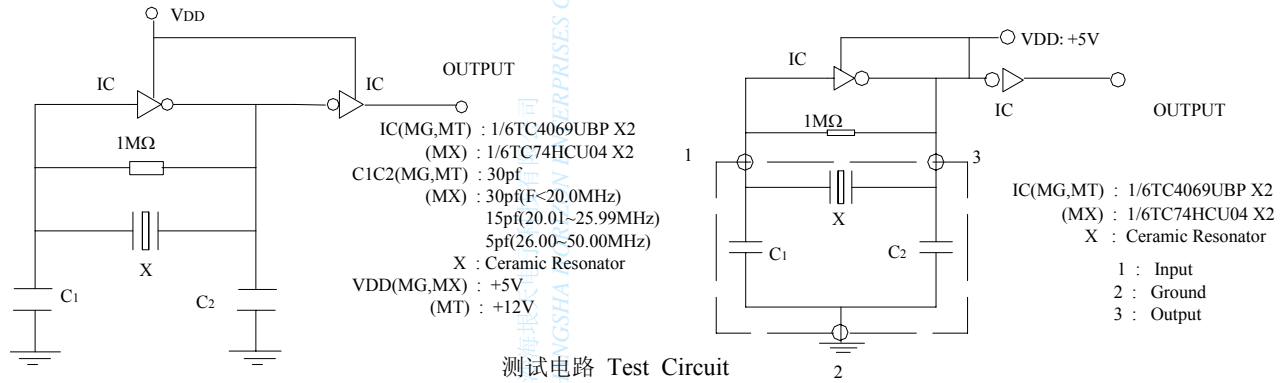 VDD
IC
IC
OUTPUT
1MΩ
X
C1
C2
IC(MG,MT) : 1/6TC4069UBP X2
(MX) : 1/6TC74HCU04 X2
C1C2(MG,MT) : 30pf
(MX) : 30pf(F<20.0MHz)
15pf(20.01~25.99MHz)
5pf(26.00~50.00MHz)
X : Ceramic Resonator
VDD(MG,MX) : +5V
(MT) : +12V
VDD: +5V
IC
IC
OUTPUT
1MΩ
1
3
X
C1
C2
2
IC(MG,MT) : 1/6TC4069UBP X2
(MX) : 1/6TC74HCU04 X2
X : Ceramic Resonator
1 : Input
2 : Ground
3 : Output
测试电路 Test Circuit